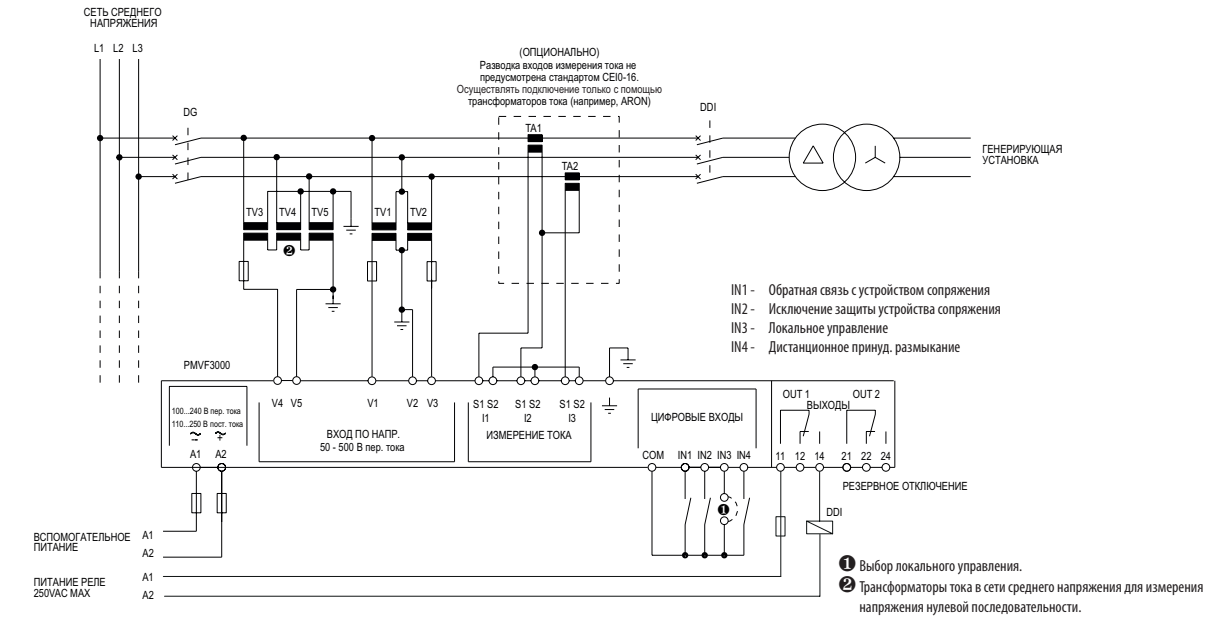 СЕТЬ СРЕДНЕГО
НАПРЯЖЕНИЯ
L1 L2 L3
DG
(ОПЦИОНАЛЬНО)
Разводка входов измерения тока не
предусмотрена стандартом CEI0-16.
Осуществлять подключение только с помощью
трансформаторов тока (например, ARON)
DDI
TA1
TA2
ГЕНЕРИРУЮЩАЯ
УСТАНОВКА
TV3 TV4 TV5 TV1 TV2
❷
IN1 - Обратная связь с устройством сопряжения
IN2 - Исключение защиты устройства сопряжения
IN3 - Локальное управление
IN4 - Дистанционное принуд. размыкание
PMVF3000
100...240 В пер. тока
110...250 В пост. тока
~ ~
− +
A1 A2
V4 V5 V1 V2 V3
ВХОД ПО НАПР.
50 - 500 В пер. тока
S1 S2 S1 S2 S1 S2
I1 I2 I3
ИЗМЕРЕНИЕ ТОКА
ЦИФРОВЫЕ ВХОДЫ
COM IN1 IN2 IN3 IN4
OUT 1 OUT 2
ВЫХОДЫ
11 12 14 21 22 24
РЕЗЕРВНОЕ ОТКЛЮЧЕНИЕ
❶
DDI
ВСПОМОГАТЕЛЬНОЕ
ПИТАНИЕ
A1
A2
ПИТАНИЕ РЕЛЕ
250VAC MAX
A1
A2
❶ Выбор локального управления.
❷ Трансформаторы тока в сети среднего напряжения для измерения
напряжения нулевой последовательности.